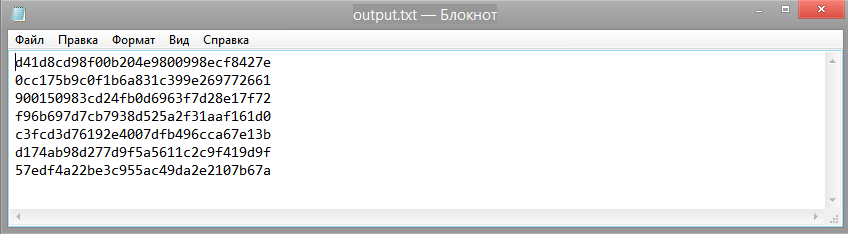 output.txt — Блокнот
Файл Правка Формат Вид Справка
d41d8cd98f00b204e9800998ecf8427e
0cc175b9c0f1b6a831c399e269772661
900150983cd24fb0d6963f7d28e17f72
f96b697d7cb7938d525a2f31aaf161d0
c3fcd3d76192e4007dfb496cca67e13b
d174ab98d277d9f5a5611c2c9f419d9f
57edf4a22be3c955ac49da2e2107b67a